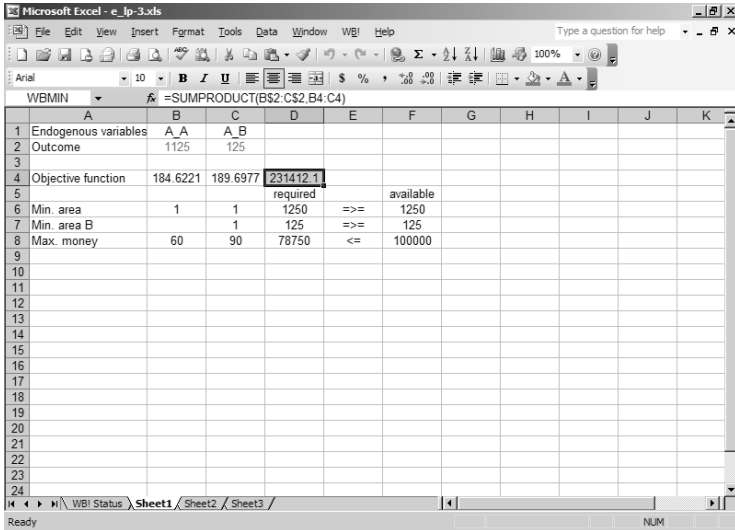 Microsoft Excel - e_lp-3.xls
File Edit View Insert Format Tools Data Window WB! Help Type a question for help
100%
Arial 10 B I U $ % ,
WBMIN fx =SUMPRODUCT(B$2:C$2,B4:C4)
A B C D E F G H I J K
1 Endogenous variables A_A A_B
2 Outcome 1125 125
3
4 Objective function 184.6221 189.6977 231412.1
5 required available
6 Min. area 1 1 1250 =>= 1250
7 Min. area B 1 125 =>= 125
8 Max. money 60 90 78750 <= 100000
9
10
11
12
13
14
15
16
17
18
19
20
21
22
23
24
WB! Status Sheet1 Sheet2 Sheet3
Ready NUM